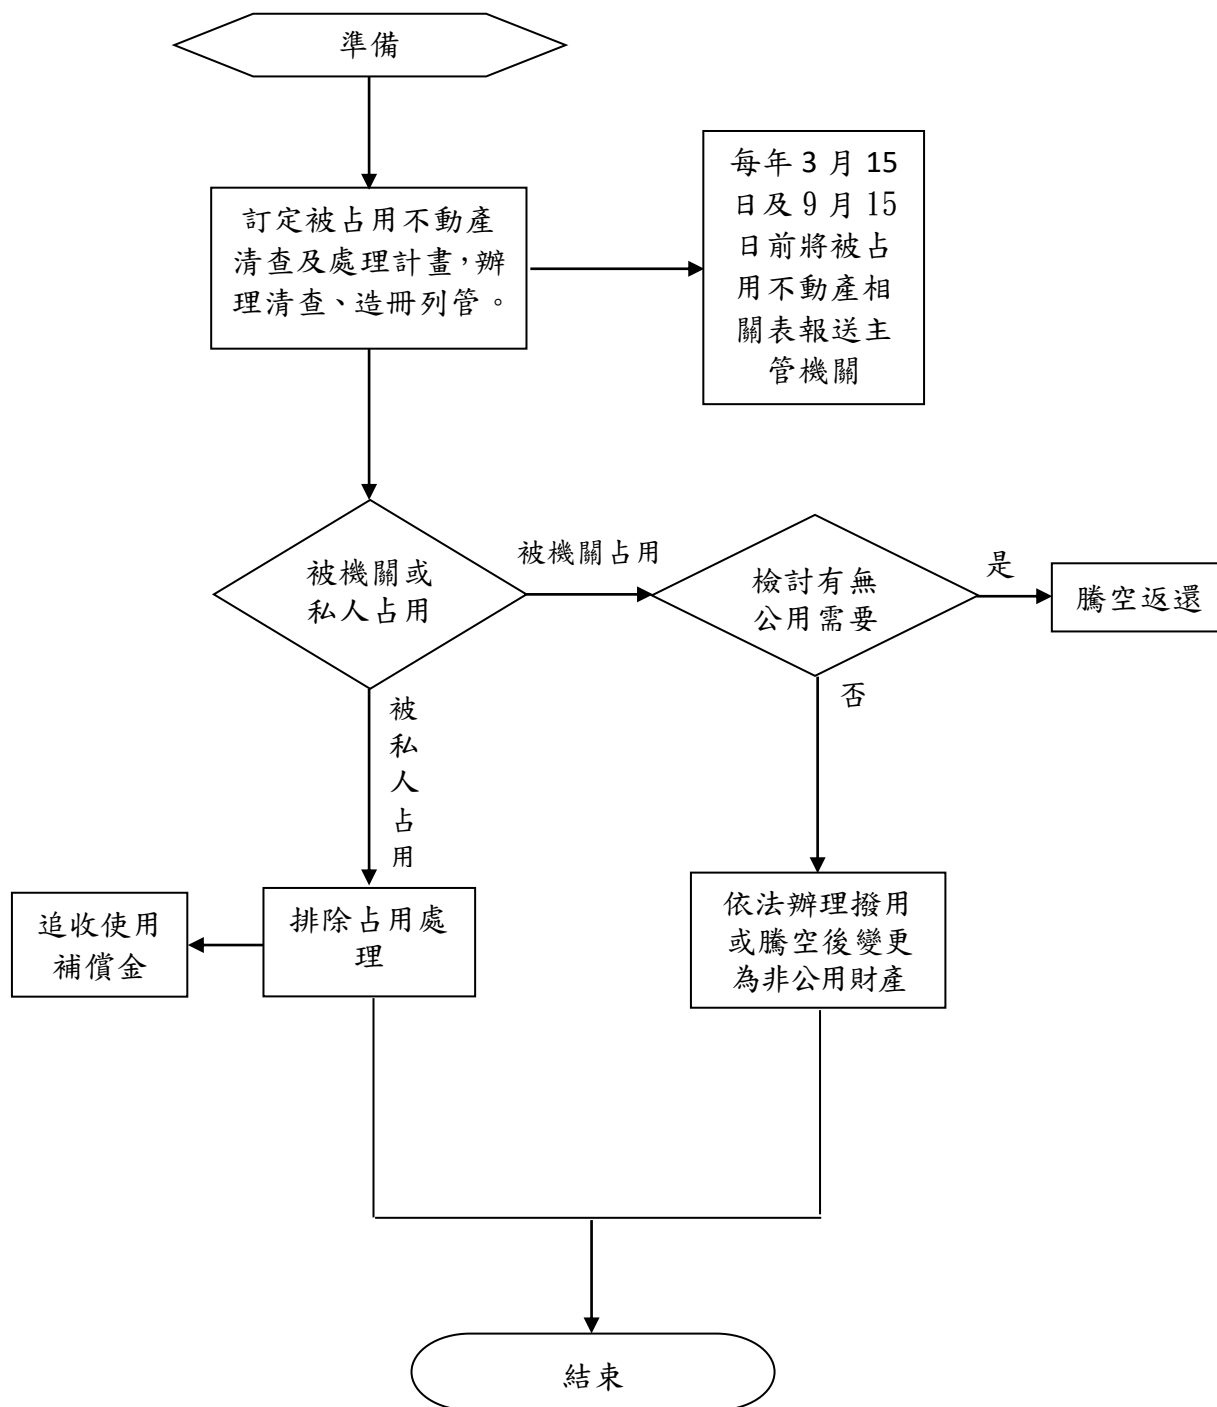 準備
訂定被占用不動產
清查及處理計畫，辦
理清查、造冊列管。
每年 3 月 15
日及 9 月 15
日前將被占
用不動產相
關表報送主
管機關
被機關或
私人占用
被機關占用
檢討有無
公用需要
是
騰空返還
否
被
私
人
占
用
追收使用
補償金
排除占用處
理
依法辦理撥用
或騰空後變更
為非公用財產
結束